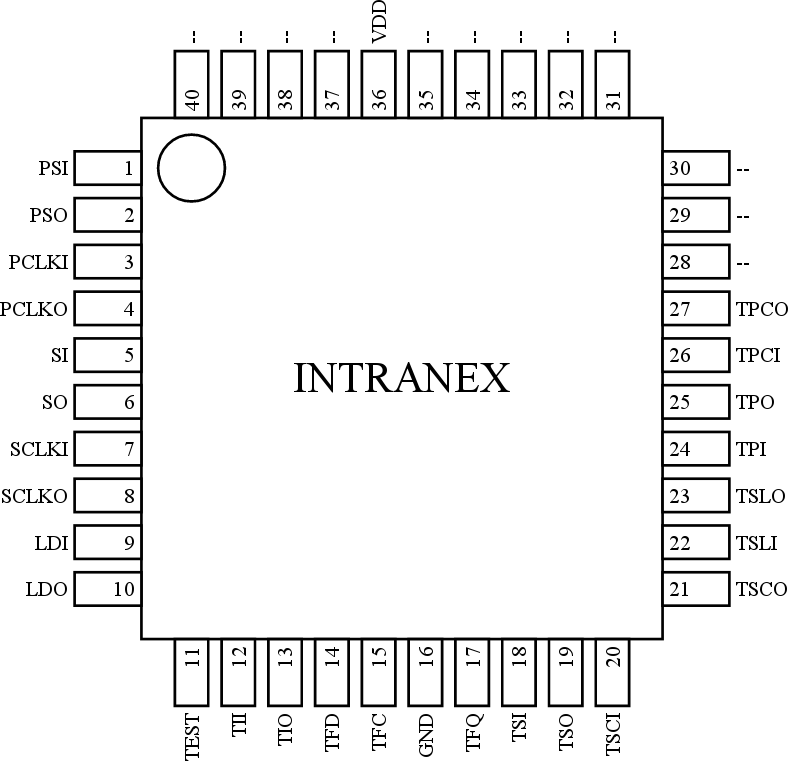 -- -- -- -- VDD -- -- -- -- --
40 39 38 37 36 35 34 33 32 31
PSI 1 30 --
PSO 2 29 --
PCLKI 3 28 --
PCLKO 4 27 TPCO
SI 5 26 TPCI
INTRANEX
SO 6 25 TPO
SCLKI 7 24 TPI
SCLKO 8 23 TSLO
LDI 9 22 TSLI
LDO 10 21 TSCO
11 12 13 14 15 16 17 18 19 20
TEST TII TIO TFD TFC GND TFQ TSI TSO TSCI